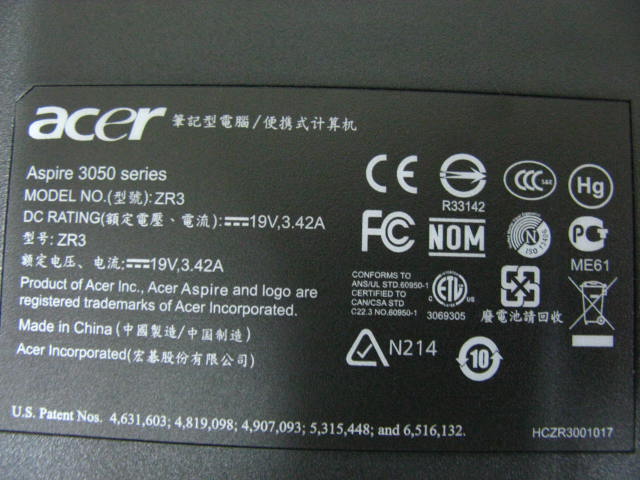 acer 筆記型電腦/便携式计算机
Aspire 3050 series
MODEL NO.(型號): ZR3
DC RATING(額定電壓、電流):⎓19V,3.42A
型号: ZR3
额定电压、电流:⎓19V,3.42A
Product of Acer Inc., Acer Aspire and logo are
registered trademarks of Acer Incorporated.
Made in China (中國製造/中国制造)
Acer Incorporated(宏碁股份有限公司)
CE
R33142
CCC S&E
Hg
FC
NOM
N
ISO
ME61
CONFORMS TO
ANS/UL STD.60950-1
CERTIFIED TO
CAN/CSA STD
C22.3 NO.60950-1
ETL
3069305
廢電池請回收
N214
10
U.S. Patent Nos. 4,631,603; 4,819,098; 4,907,093; 5,315,448; and 6,516,132.
HCZR3001017